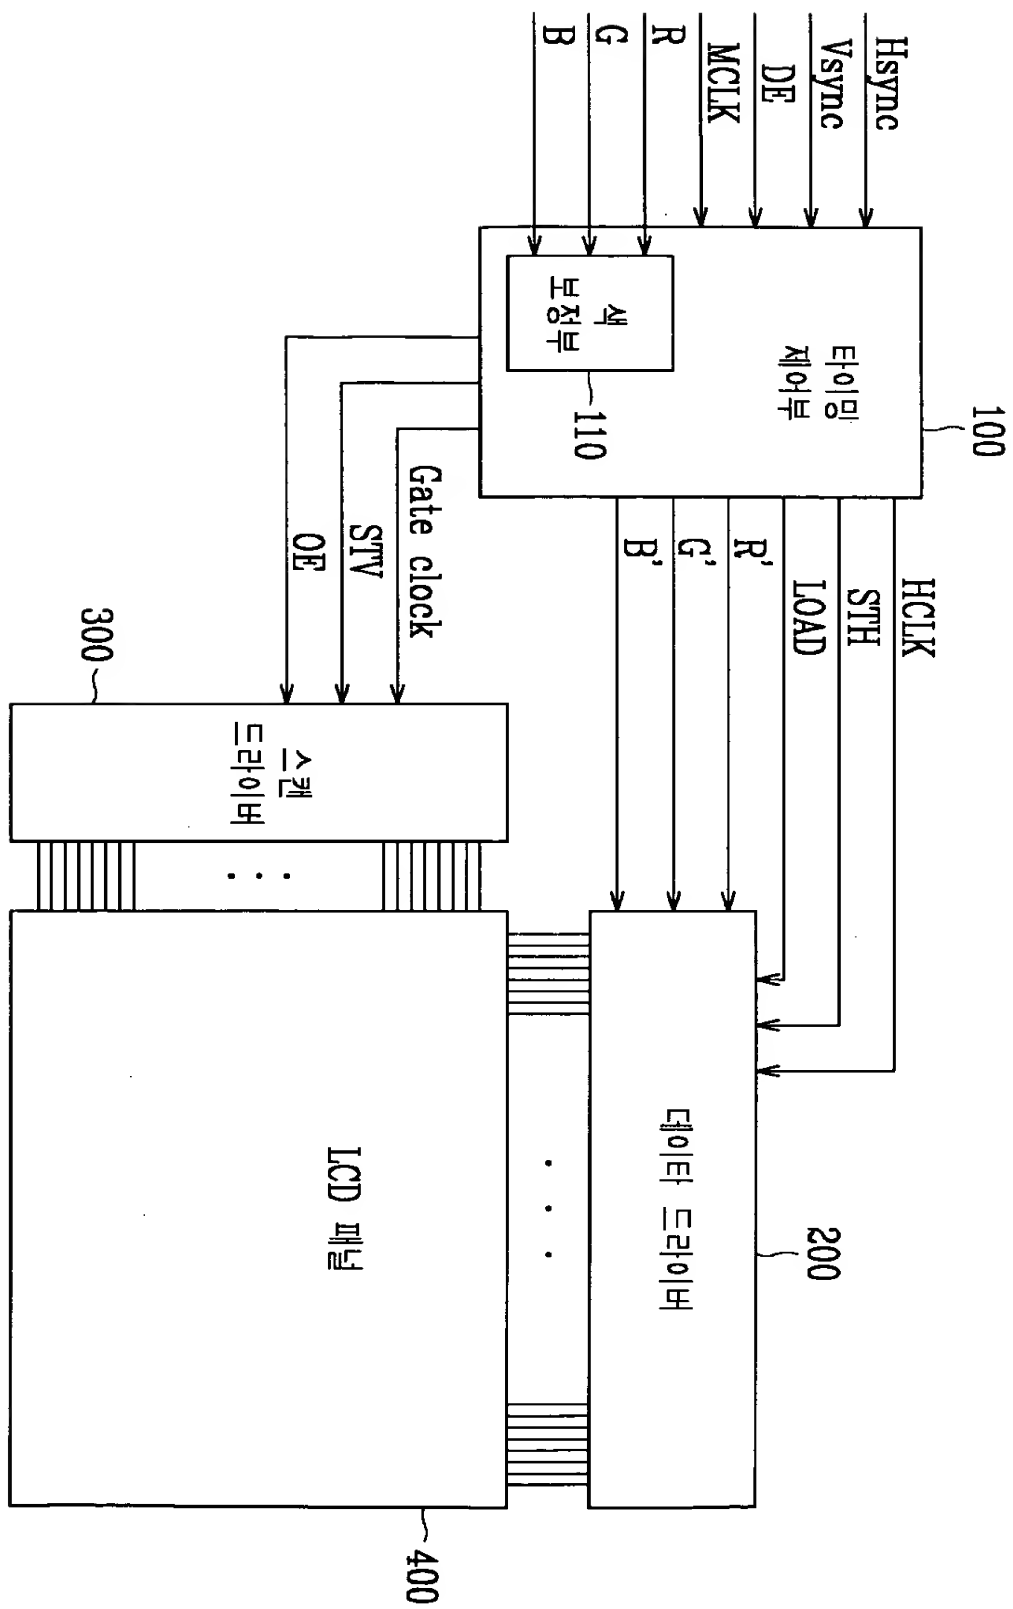 Hsync
Vsync
DE
MCLK
R
G
B
타이밍
제어부
100
색
보정부
110
HCLK
STH
LOAD
R'
G'
B'
Gate clock
STV
OE
데이타 드라이버
200
스캔
드라이버
300
LCD 패널
400